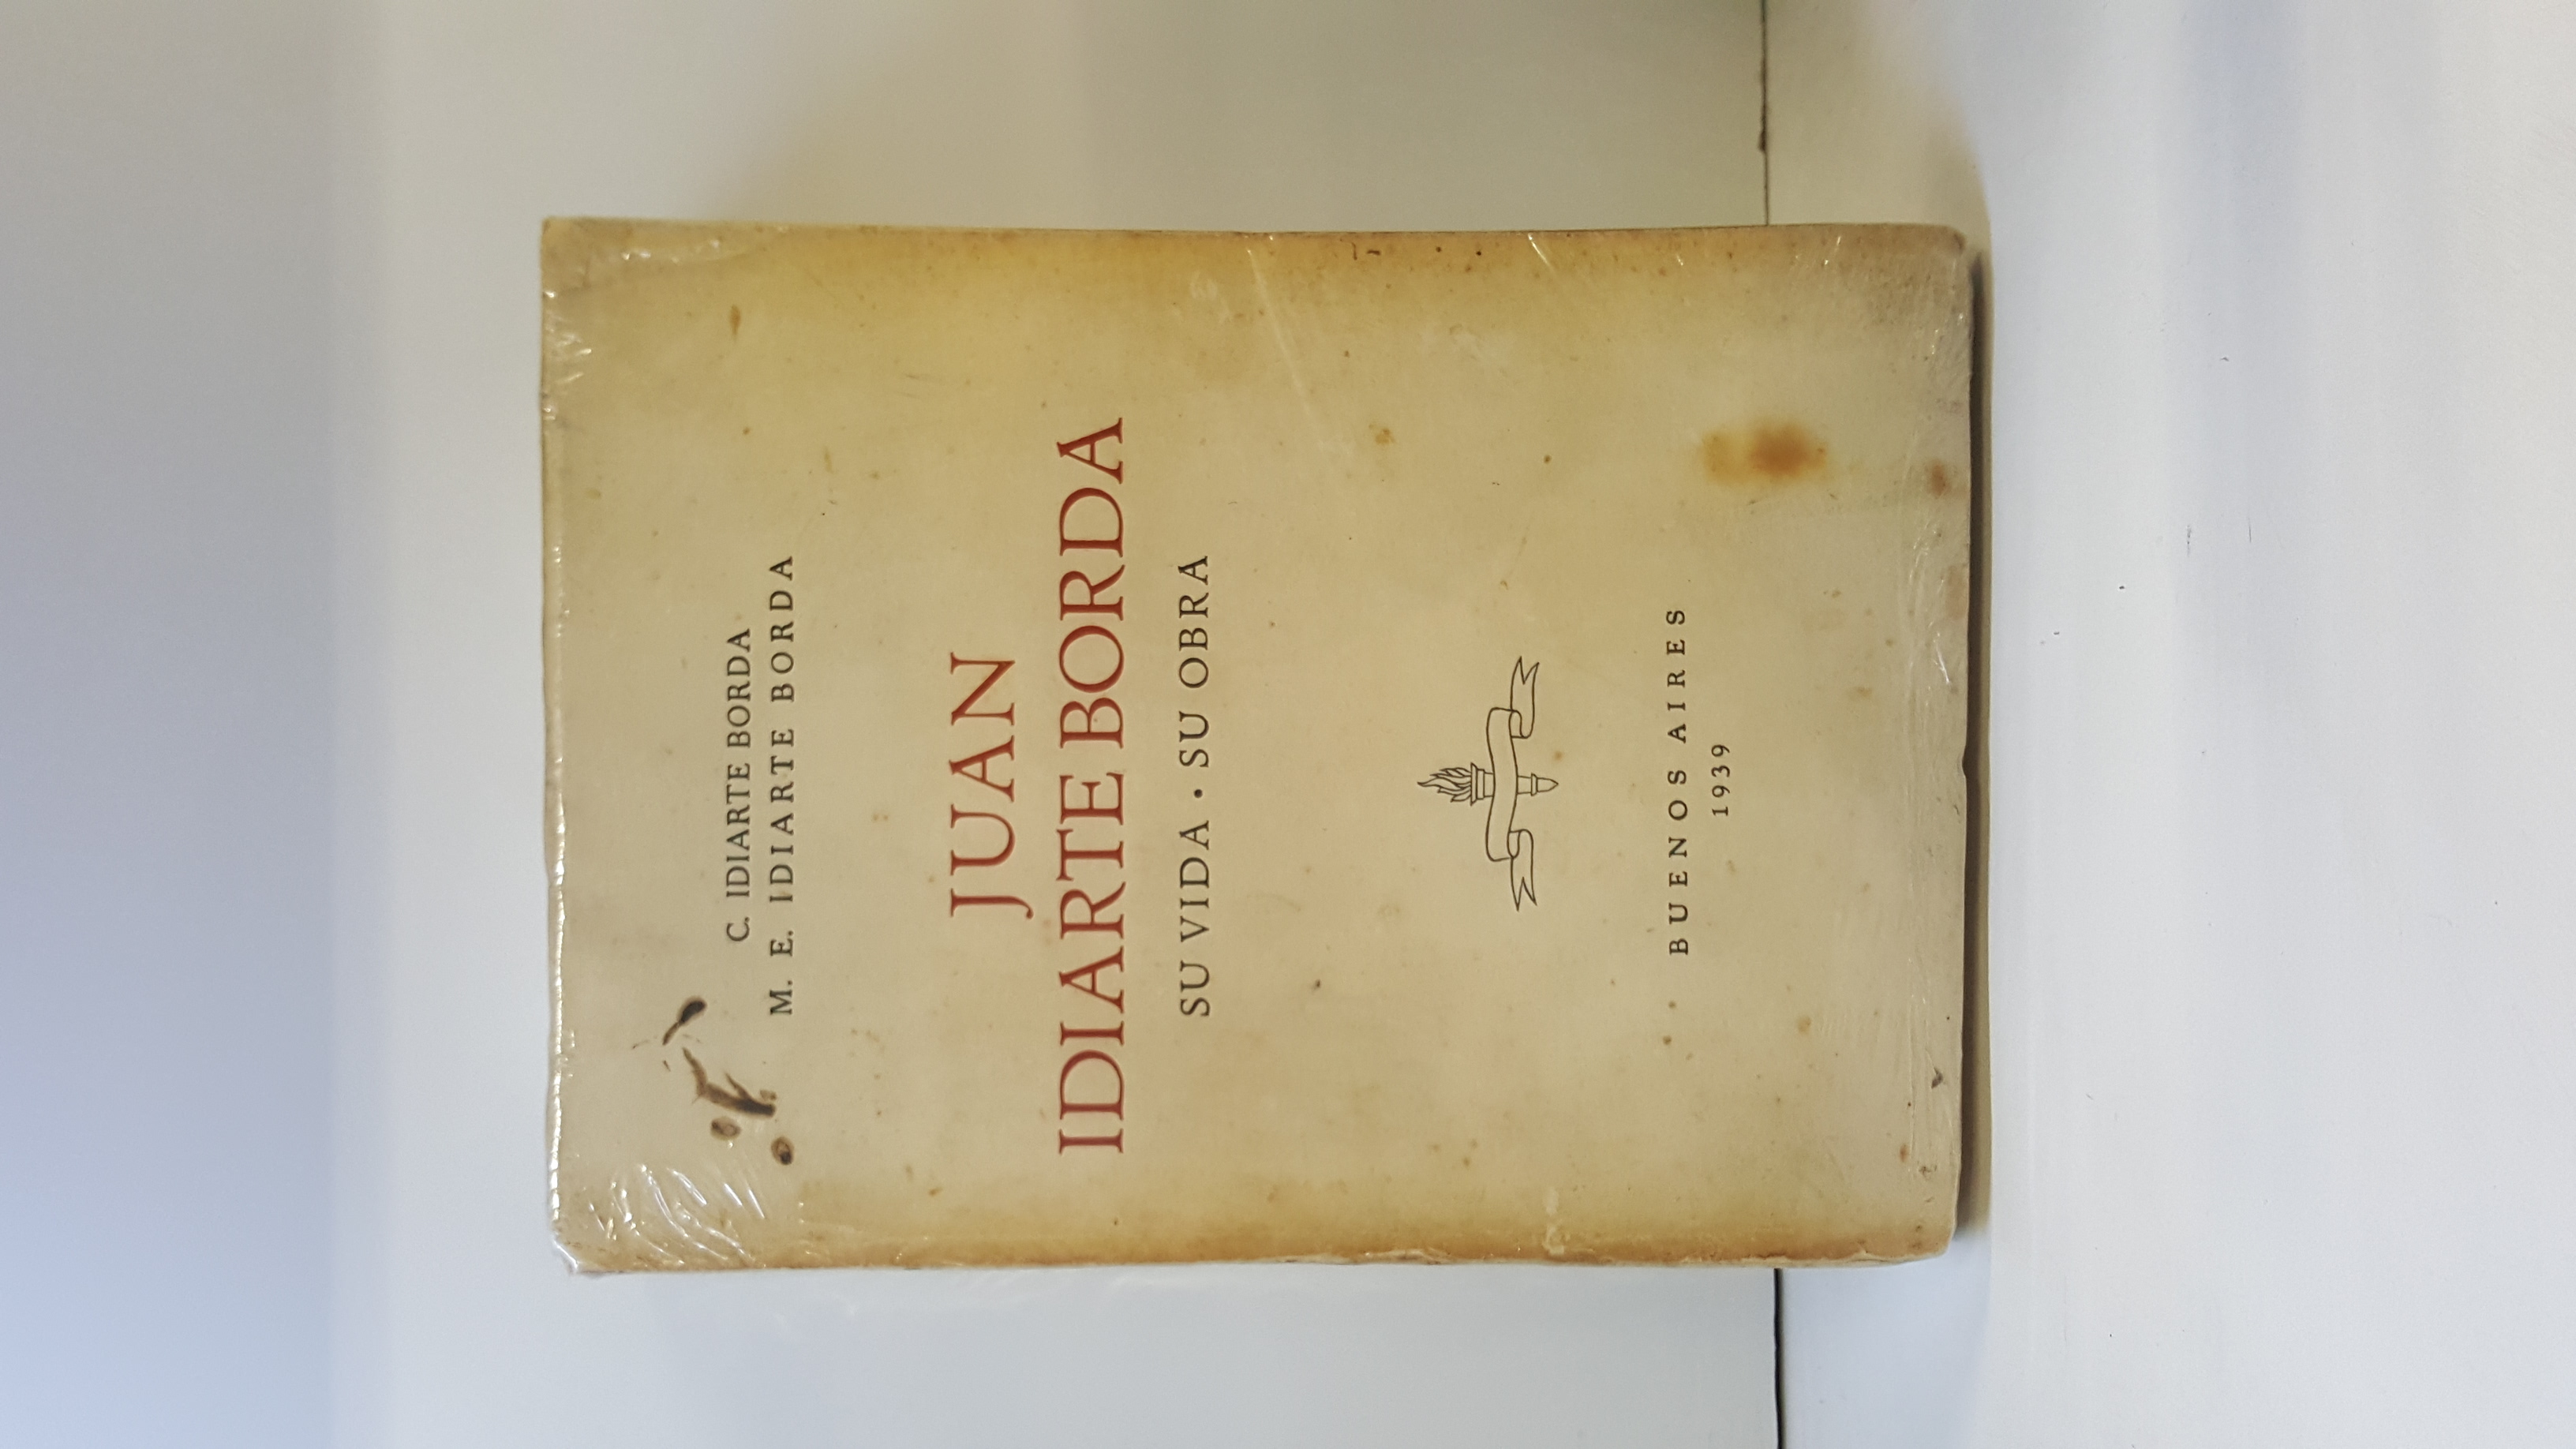 C. IDIARTE BORDA
M. E. IDIARTE BORDA
JUAN
IDIARTE BORDA
SU VIDA · SU OBRA
BUENOS AIRES
1939